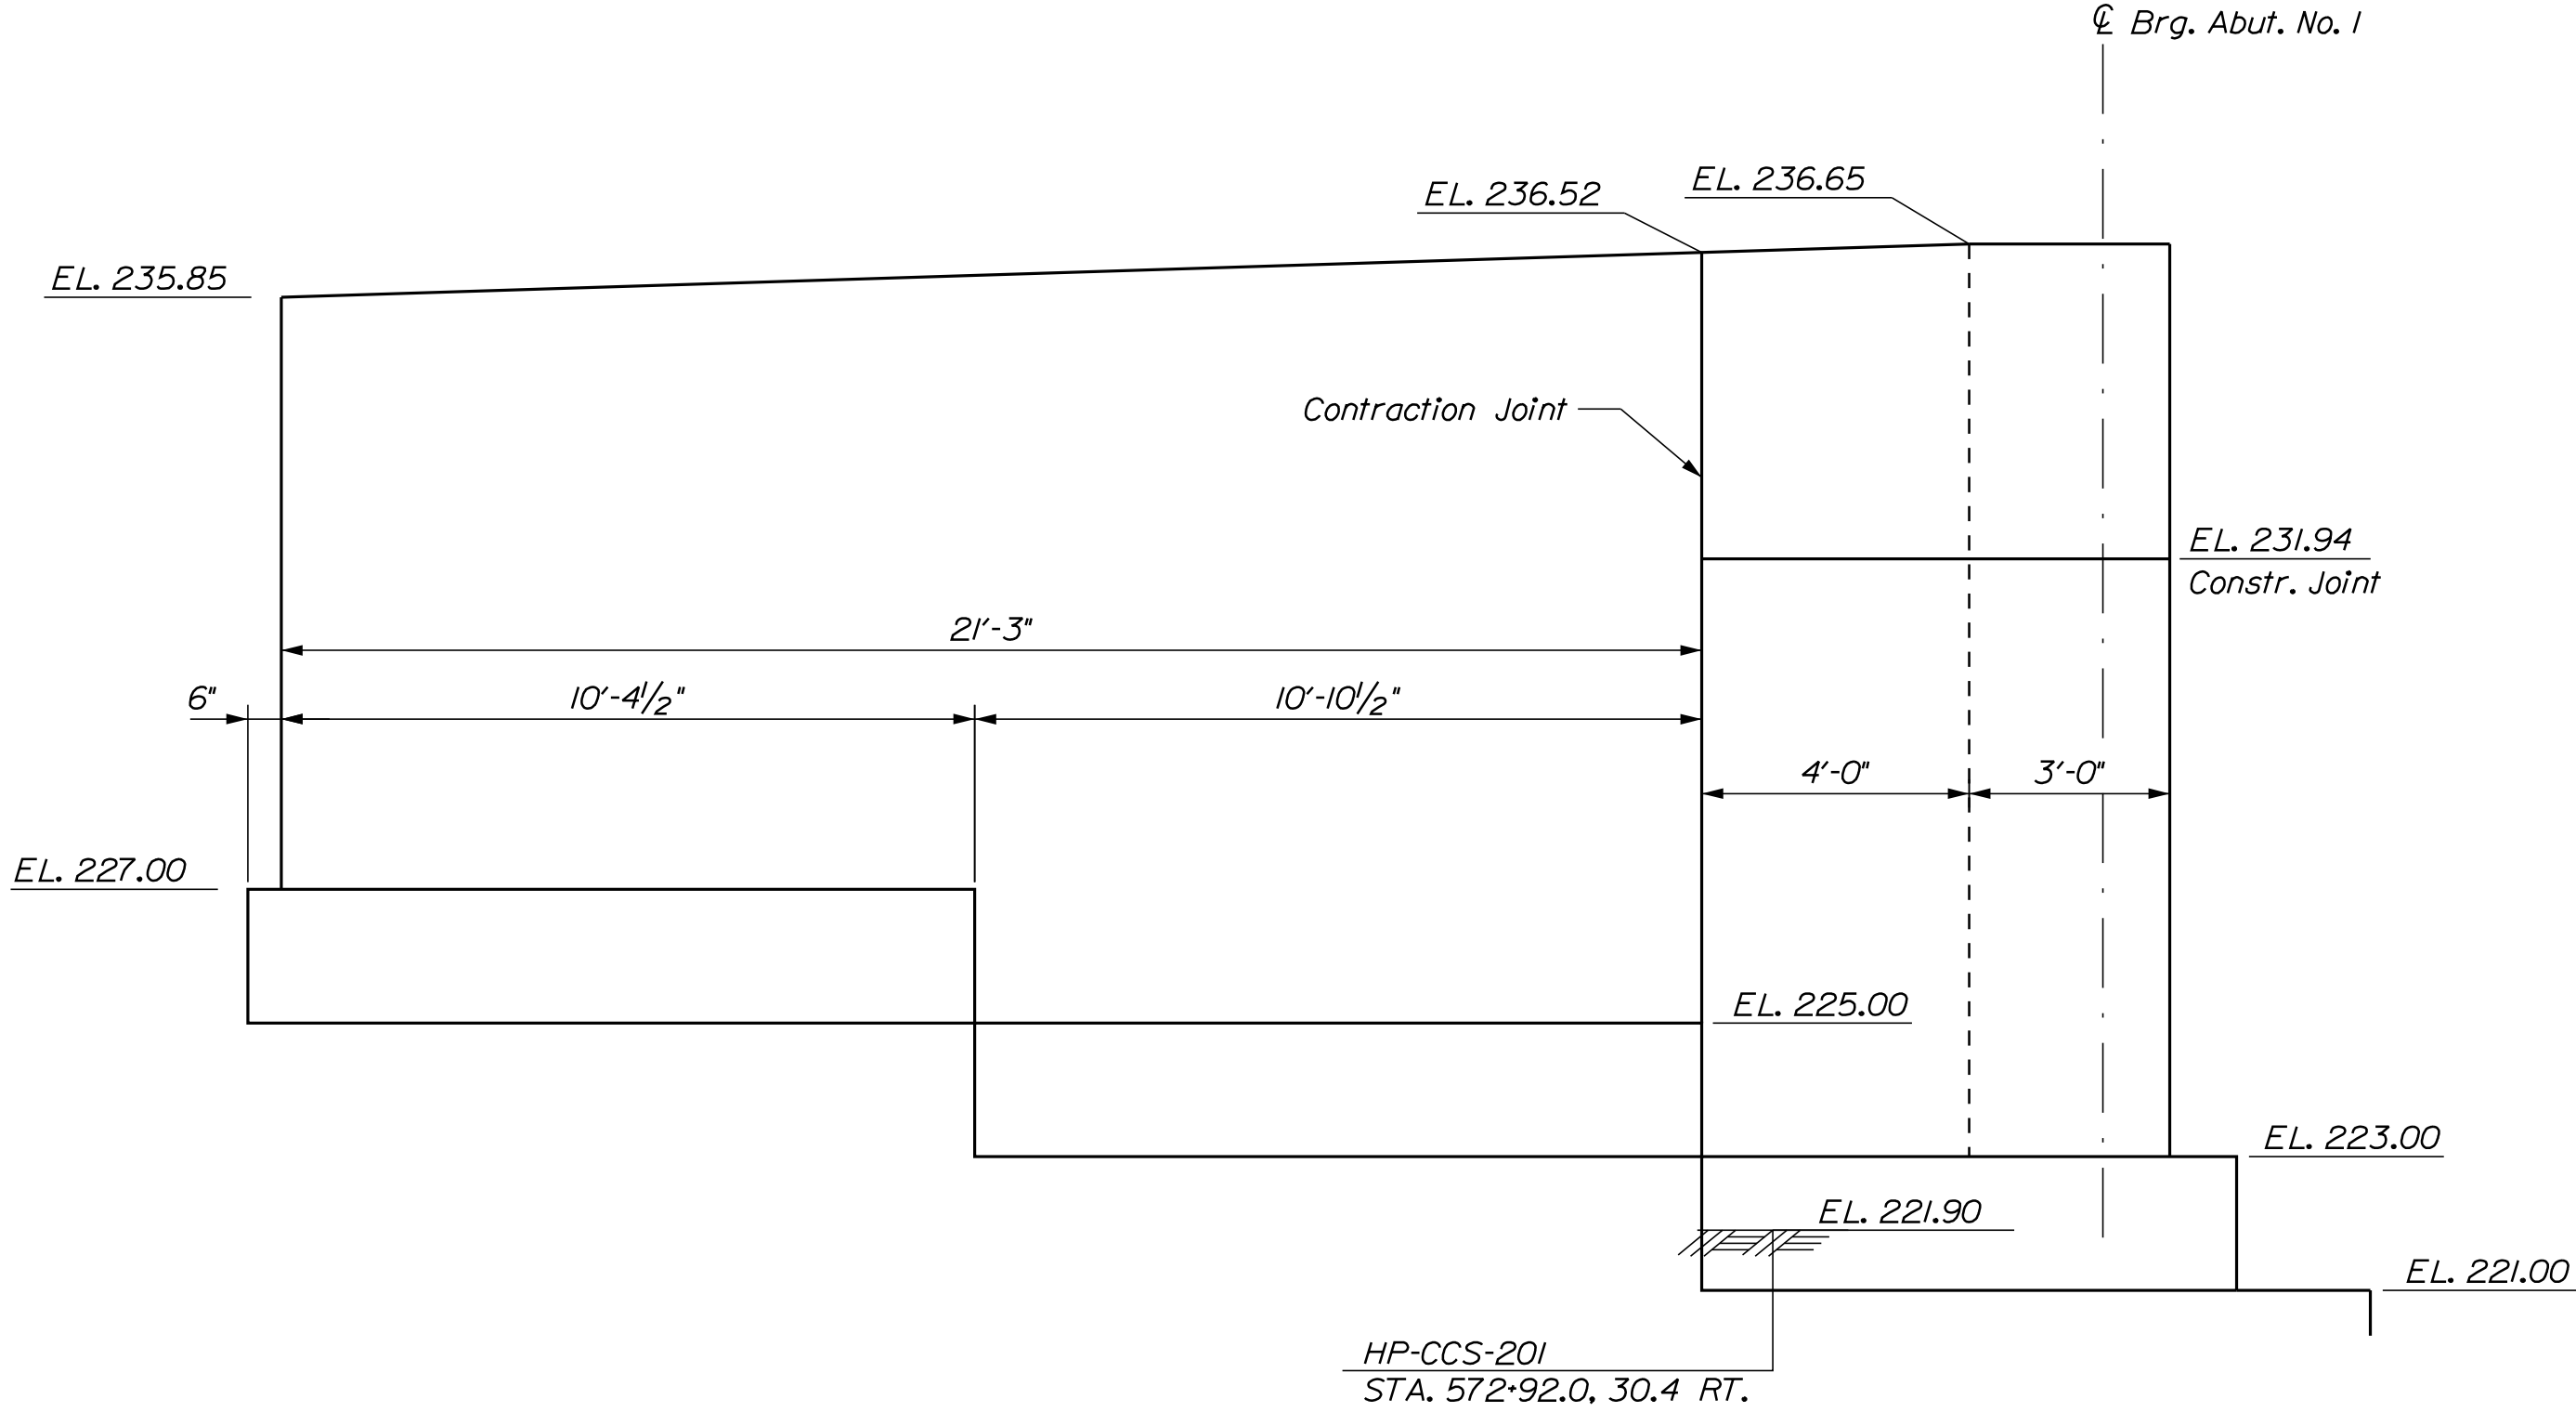 ℄ Brg. Abut. No. 1
EL. 236.65
EL. 236.52
EL. 235.85
Contraction Joint
EL. 231.94
Constr. Joint
21'-3"
6"
10'-4½"
10'-10½"
4'-0"
3'-0"
EL. 227.00
EL. 225.00
EL. 223.00
EL. 221.90
EL. 221.00
HP-CCS-201
STA. 572+92.0, 30.4 RT.